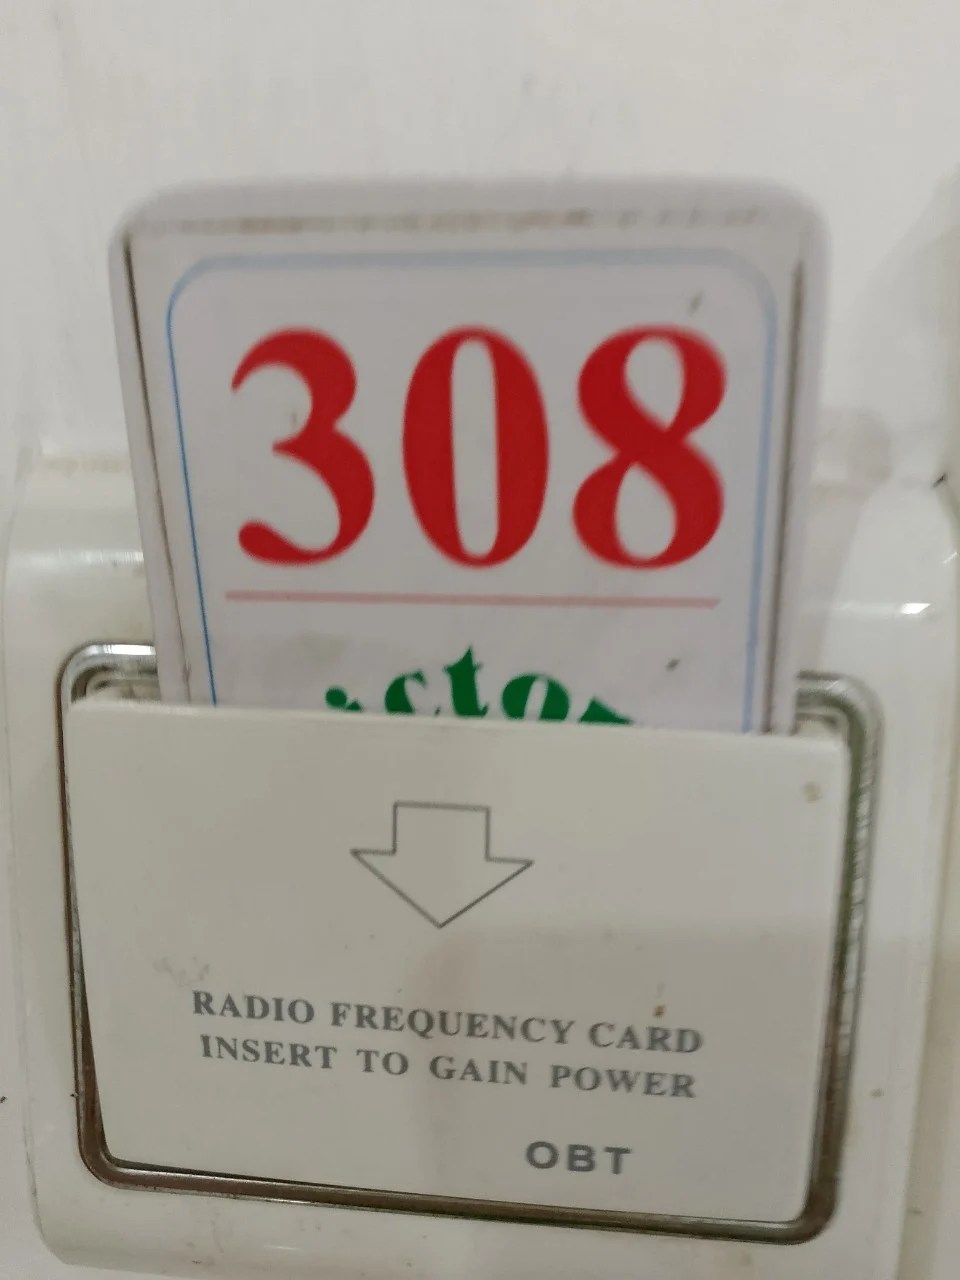 308
RADIO FREQUENCY CARD
INSERT TO GAIN POWER
OBT